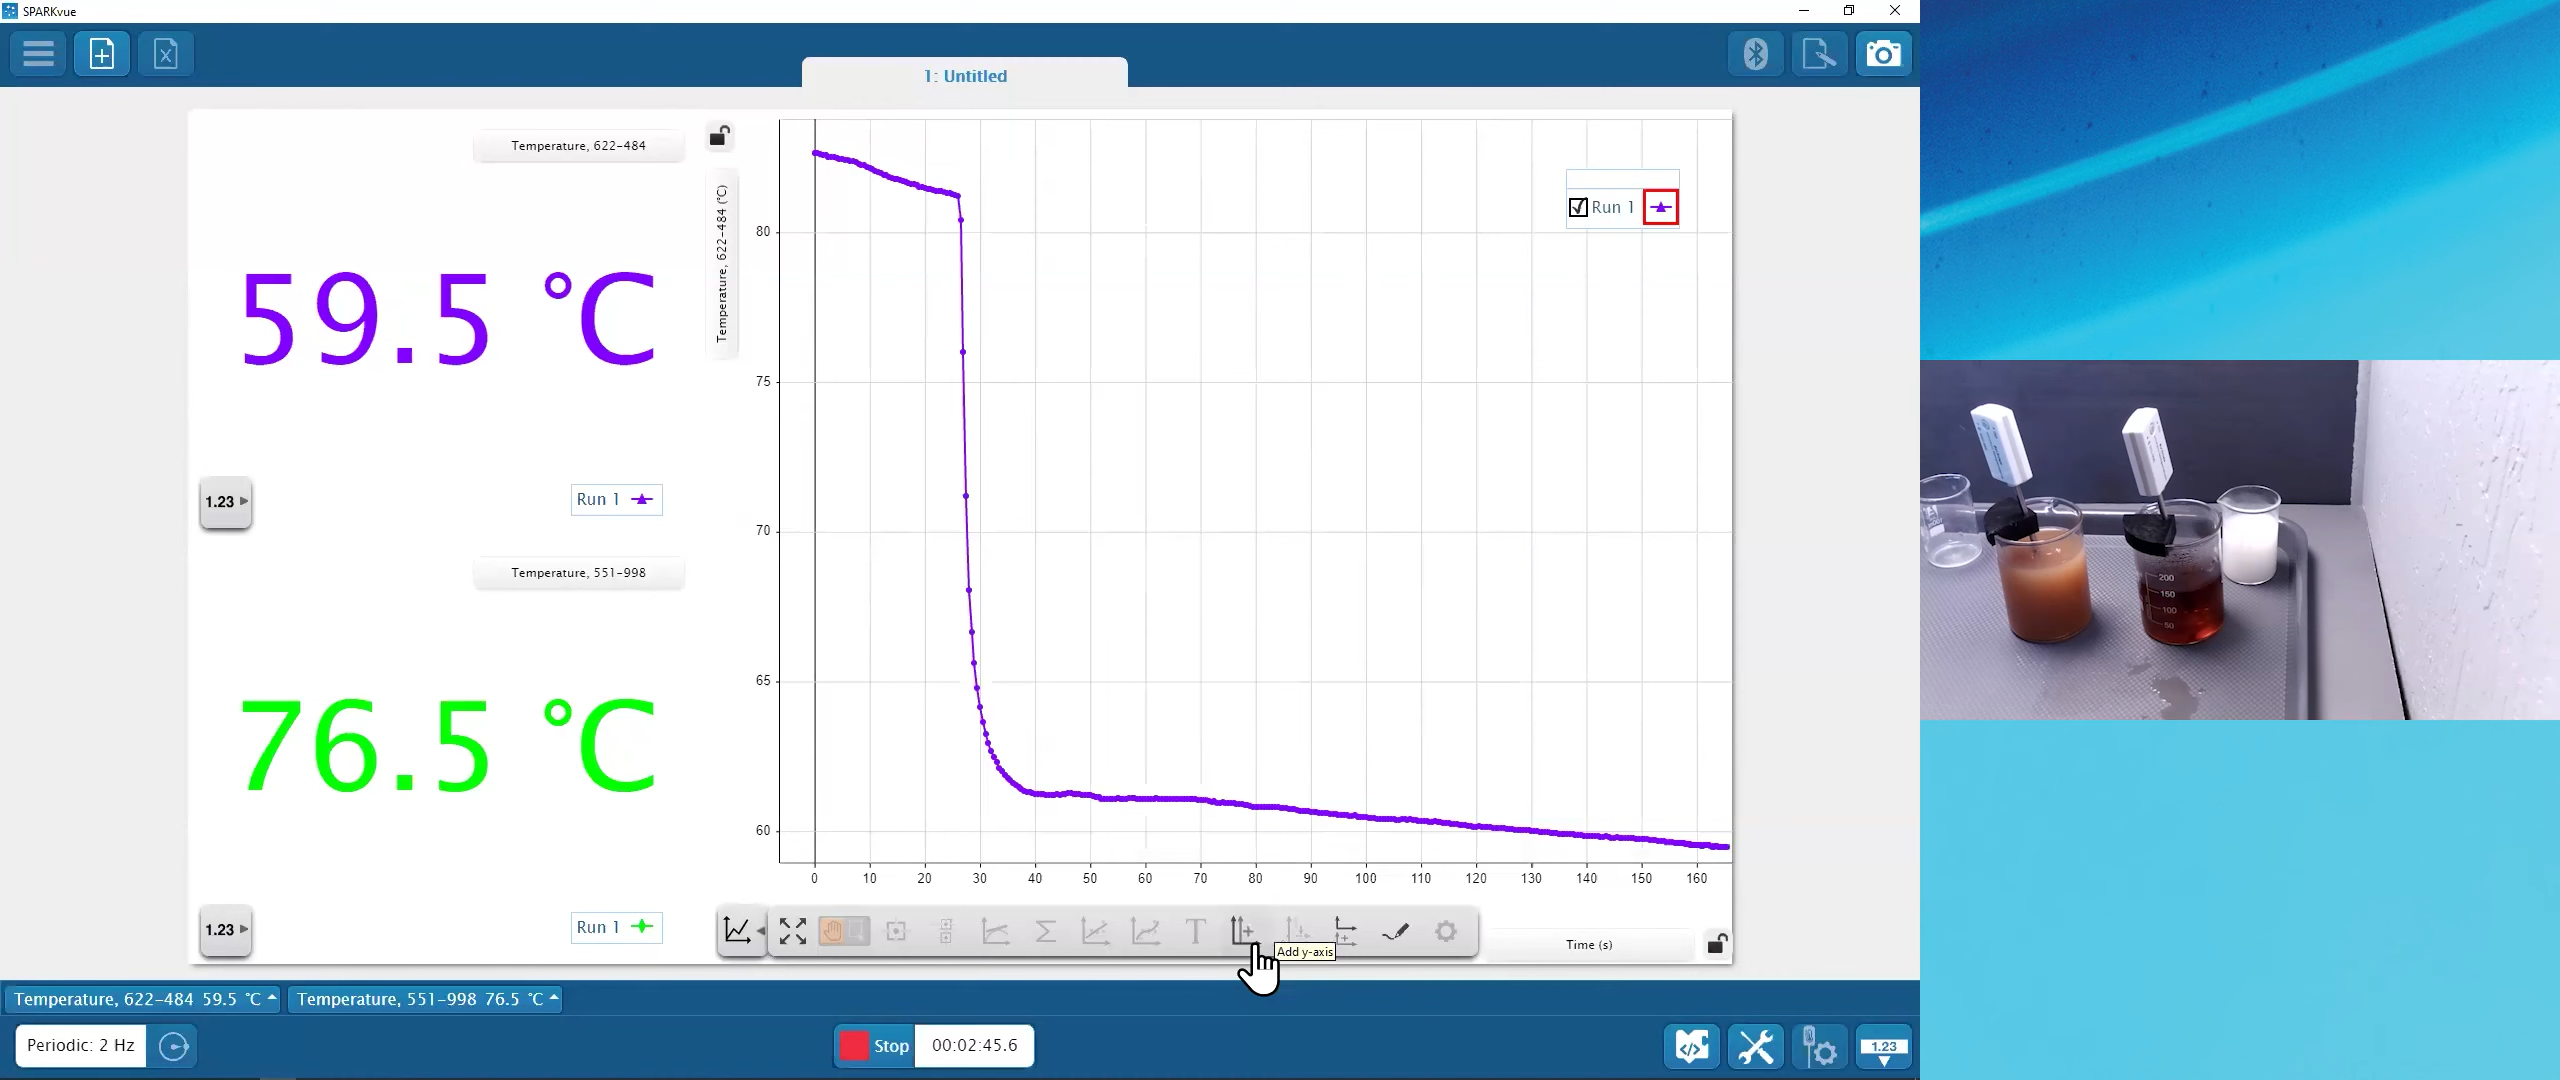 SPARKvue
1: Untitled
Temperature, 622-484
59.5 °C
1.23
Run 1
Temperature, 551-998
76.5 °C
1.23
Run 1
Temperature, 622-484 (°C)
Run 1
80
75
70
65
60
0 10 20 30 40 50 60 70 80 90 100 110 120 130 140 150 160
T
Σ
Add y-axis
Time (s)
Temperature, 622-484 59.5 °C
Temperature, 551-998 76.5 °C
Periodic: 2 Hz
Stop
00:02:45.6
1.23
200
150
100
50